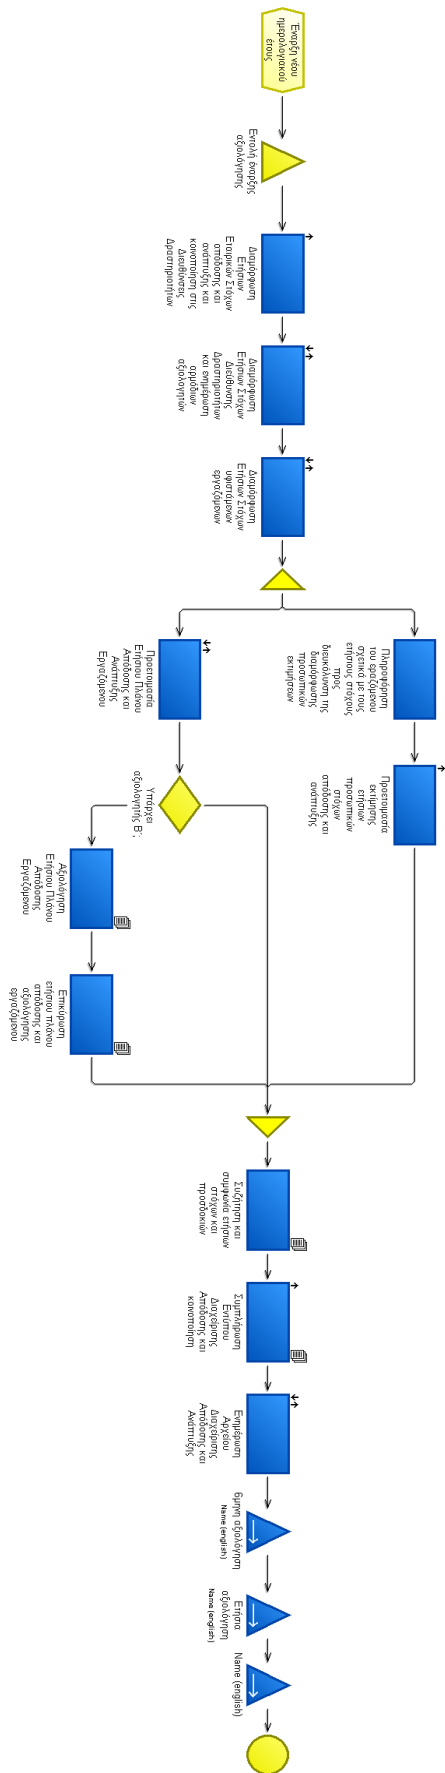 Έναρξη νέου
ημερολογιακού
έτους
Εντολή έναρξης
αξιολόγησης
Διαμόρφωση
Ετήσιων
Εταιρικών Στόχων
απόδοσης και
ανάπτυξης και
κοινοποίηση στις
Διευθύνσεις
Δραστηριοτήτων
Διαμόρφωση
Ετήσιων Στόχων
Διεύθυνσης
Δραστηριοτήτων
και ενημέρωση
αρμόδιων
αξιολογητών
Διαμόρφωση
Ετήσιων Στόχων
υφιστάμενων
εργαζόμενων
Πληροφόρηση
του εραζόμενου
σχετικά με τους
ετήσιους στόχους
προς
διευκόλυνση της
διαμόρφωσης
προσωπικών
εκτιμήσεων
Προετοιμασία
εκτίμησης
ετήσιων
προσωπικών
στόχων
απόδοσης και
ανάπτυξης
Προετοιμασία
Ετήσιου Πλάνου
Απόδοσης και
Ανάπτυξης
Εργαζόμενου
Υπάρχει
αξιολογητής Β';
Αξιολόγηση
Ετήσιου Πλάνου
Απόδοσης
Εργαζόμενου
Επικύρωση
ετήσιου πλάνου
απόδοσης και
αξιολόγησης
εργαζόμενου
Συζήτηση και
συμφωνία ετήσιων
στόχων και
προσδοκιών
Συμπλήρωση
Εντύπου
Διαχείρισης
Απόδοσης και
κοινοποίηση
Ενημέρωση
Αρχείου
Διαχείρισης
Απόδοσης και
Ανάπτυξης
6μηνη αξιολόγηση
Name (english)
Ετήσια
αξιολόγηση
Name (english)
Name (english)